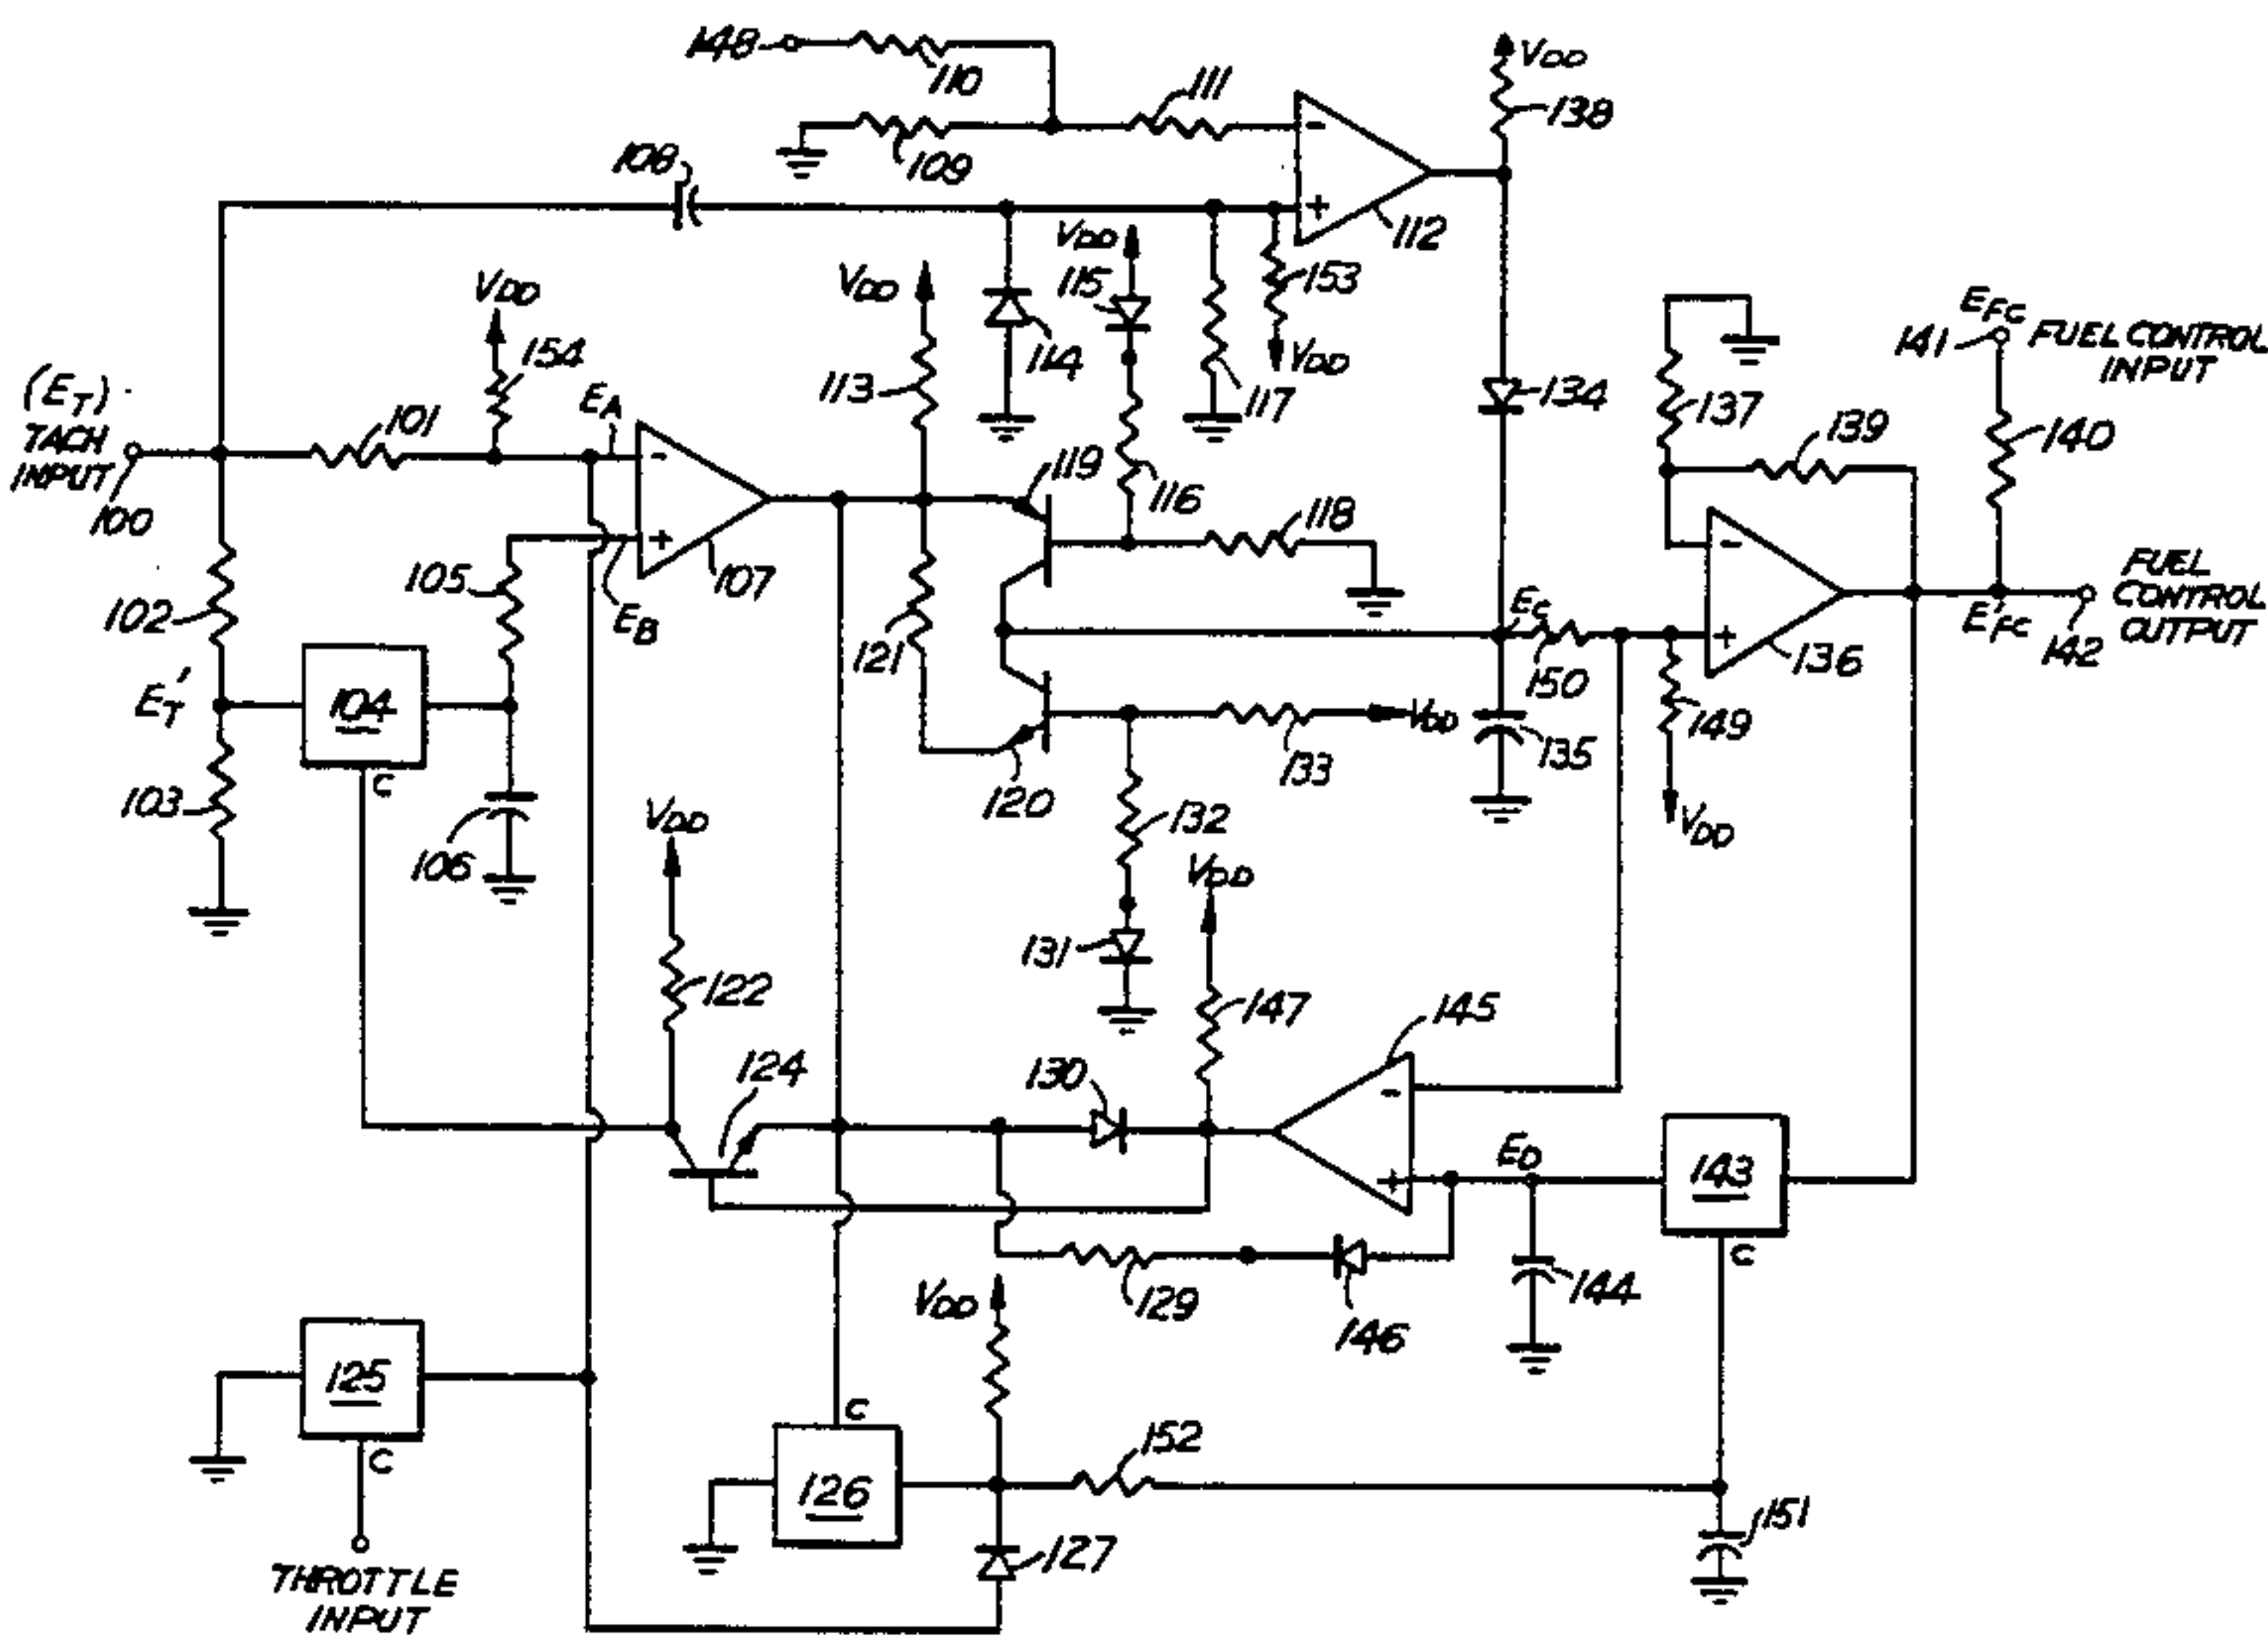 148
110
111
VDD
138
109
108
112
VDD
115
153
VDD
VDD
VDD
154
113
114
117
134
EFC
141
FUEL CONTROL
INPUT
(ET)
TACH
INPUT
100
101
EA
-
+
-
+
137
139
140
119
116
118
105
107
EB
102
121
EC
150
-
+
136
E'FC
FUEL
CONTROL
OUTPUT
142
ET'
104
C
103
106
120
133
VDD
135
149
VDD
132
VDD
VDD
131
122
147
145
124
130
-
+
ED
143
C
129
146
144
VDD
125
C
126
C
152
127
151
THROTTLE
INPUT